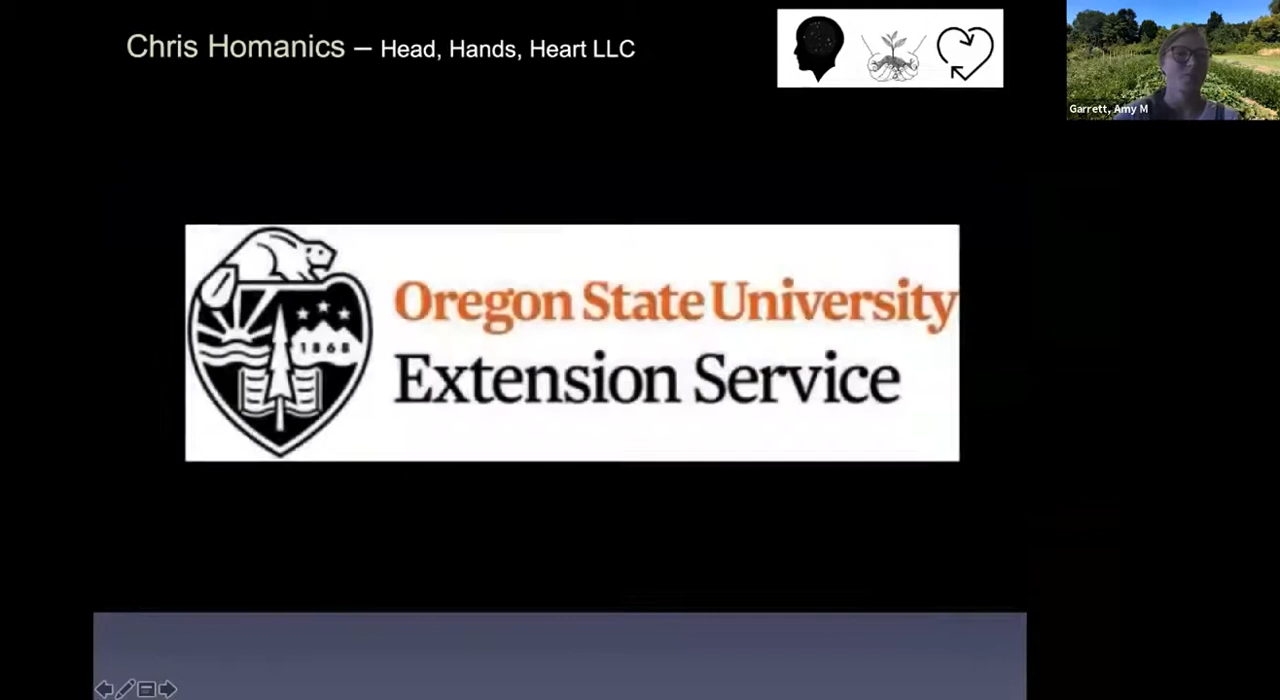 Chris Homanics – Head, Hands, Heart LLC
Garrett, Amy M
Oregon State University
Extension Service
1868